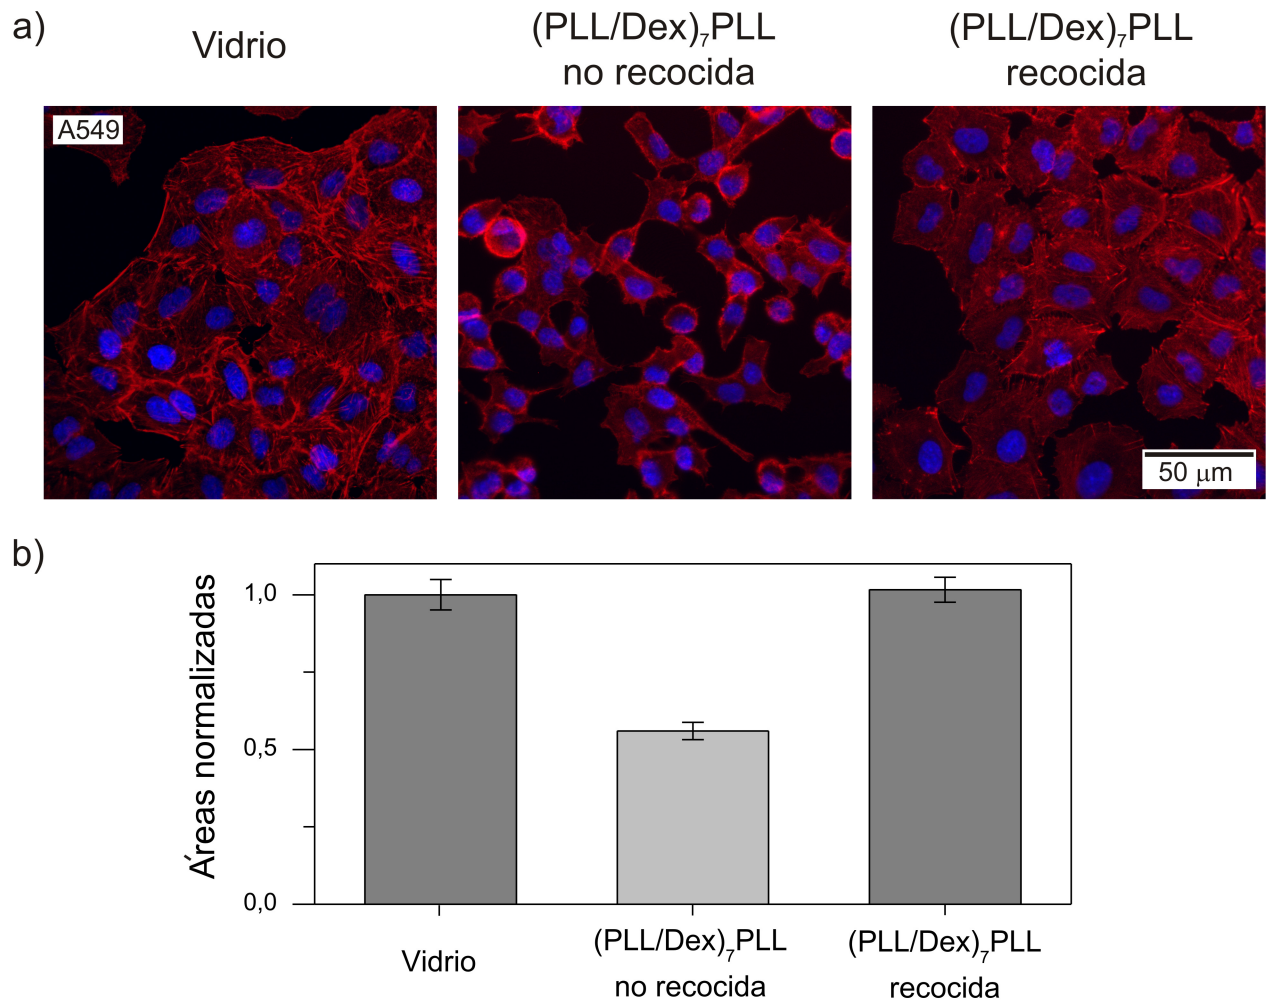 a)
Vidrio
(PLL/Dex)₇PLL
no recocida
(PLL/Dex)₇PLL
recocida
A549
50 μm
b)
Áreas normalizadas
1,0
0,5
0,0
Vidrio
(PLL/Dex)₇PLL
no recocida
(PLL/Dex)₇PLL
recocida